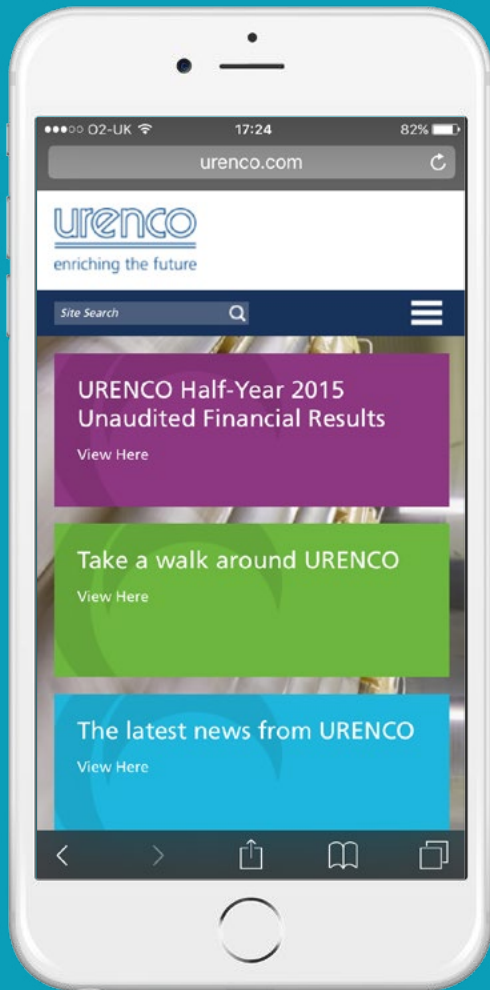 O2-UK 17:24 82%
urenco.com
urenco
enriching the future
Site Search
URENCO Half-Year 2015
Unaudited Financial Results
View Here
Take a walk around URENCO
View Here
The latest news from URENCO
View Here